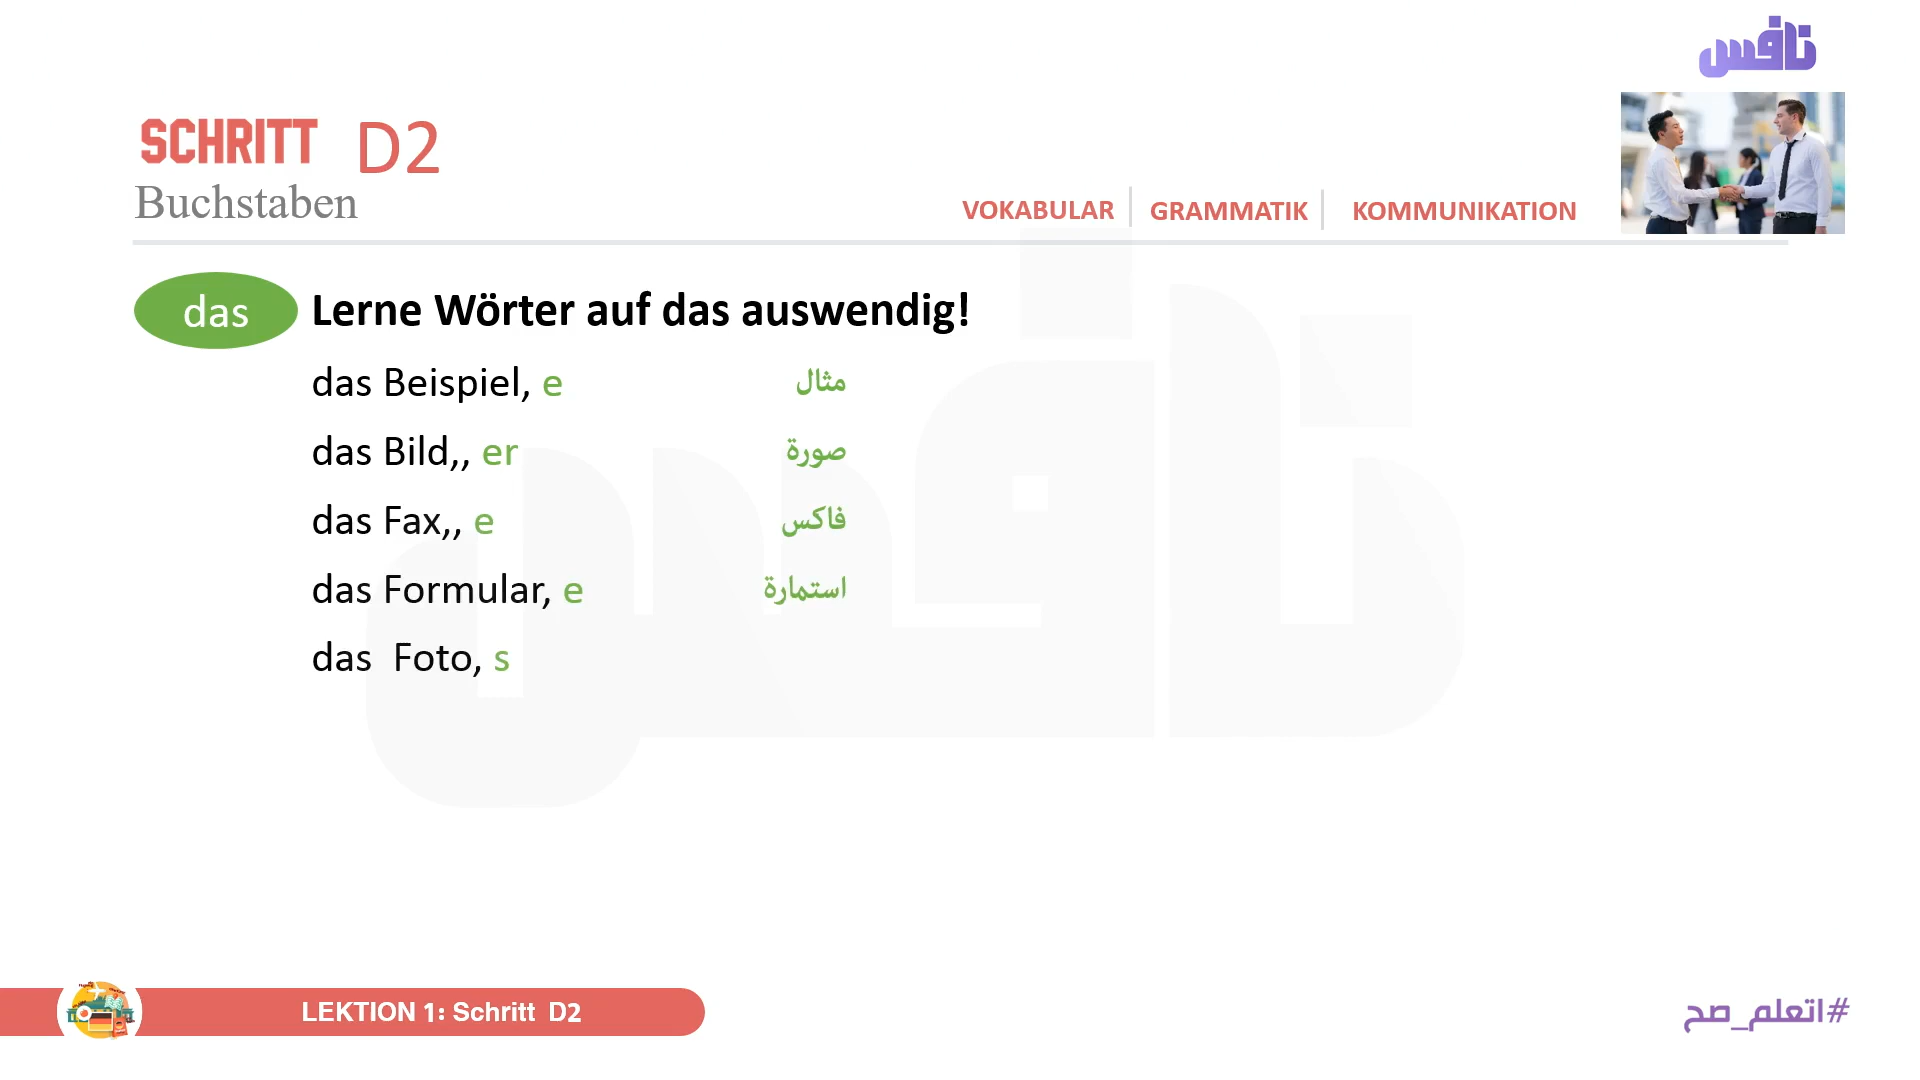 نافس
SCHRITT D2
Buchstaben
VOKABULAR GRAMMATIK KOMMUNIKATION
das Lerne Wörter auf das auswendig!
das Beispiel, e مثال
das Bild,, er صورة
das Fax,, e فاكس
das Formular, e استمارة
das Foto, s
LEKTION 1: Schritt D2
#اتعلم_صح